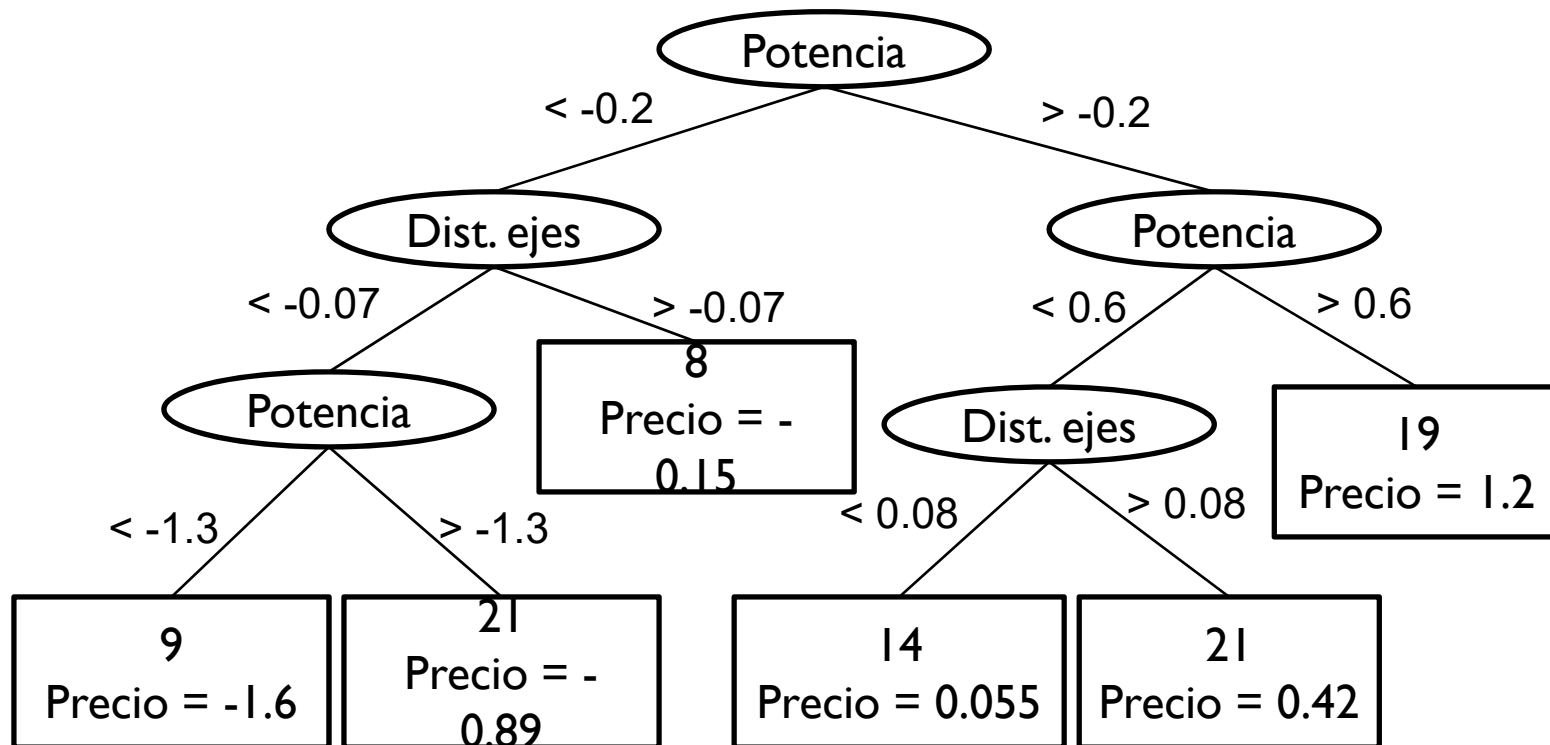 Potencia
< -0.2
> -0.2
Dist. ejes
Potencia
< -0.07
> -0.07
< 0.6
> 0.6
Potencia
8
Precio = -
0.15
Dist. ejes
19
Precio = 1.2
< -1.3
> -1.3
< 0.08
> 0.08
9
Precio = -1.6
21
Precio = -
0.89
14
Precio = 0.055
21
Precio = 0.42